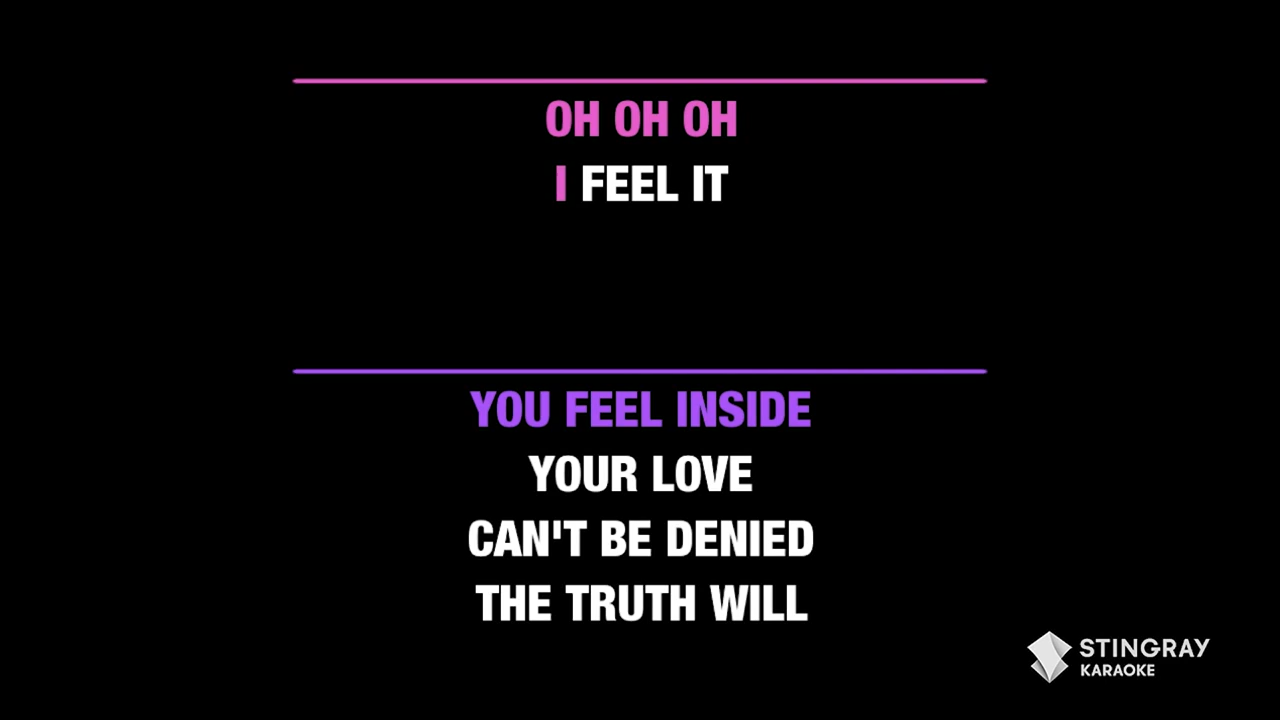 OH OH OH
I FEEL IT
YOU FEEL INSIDE
YOUR LOVE
CAN'T BE DENIED
THE TRUTH WILL
STINGRAY
KARAOKE